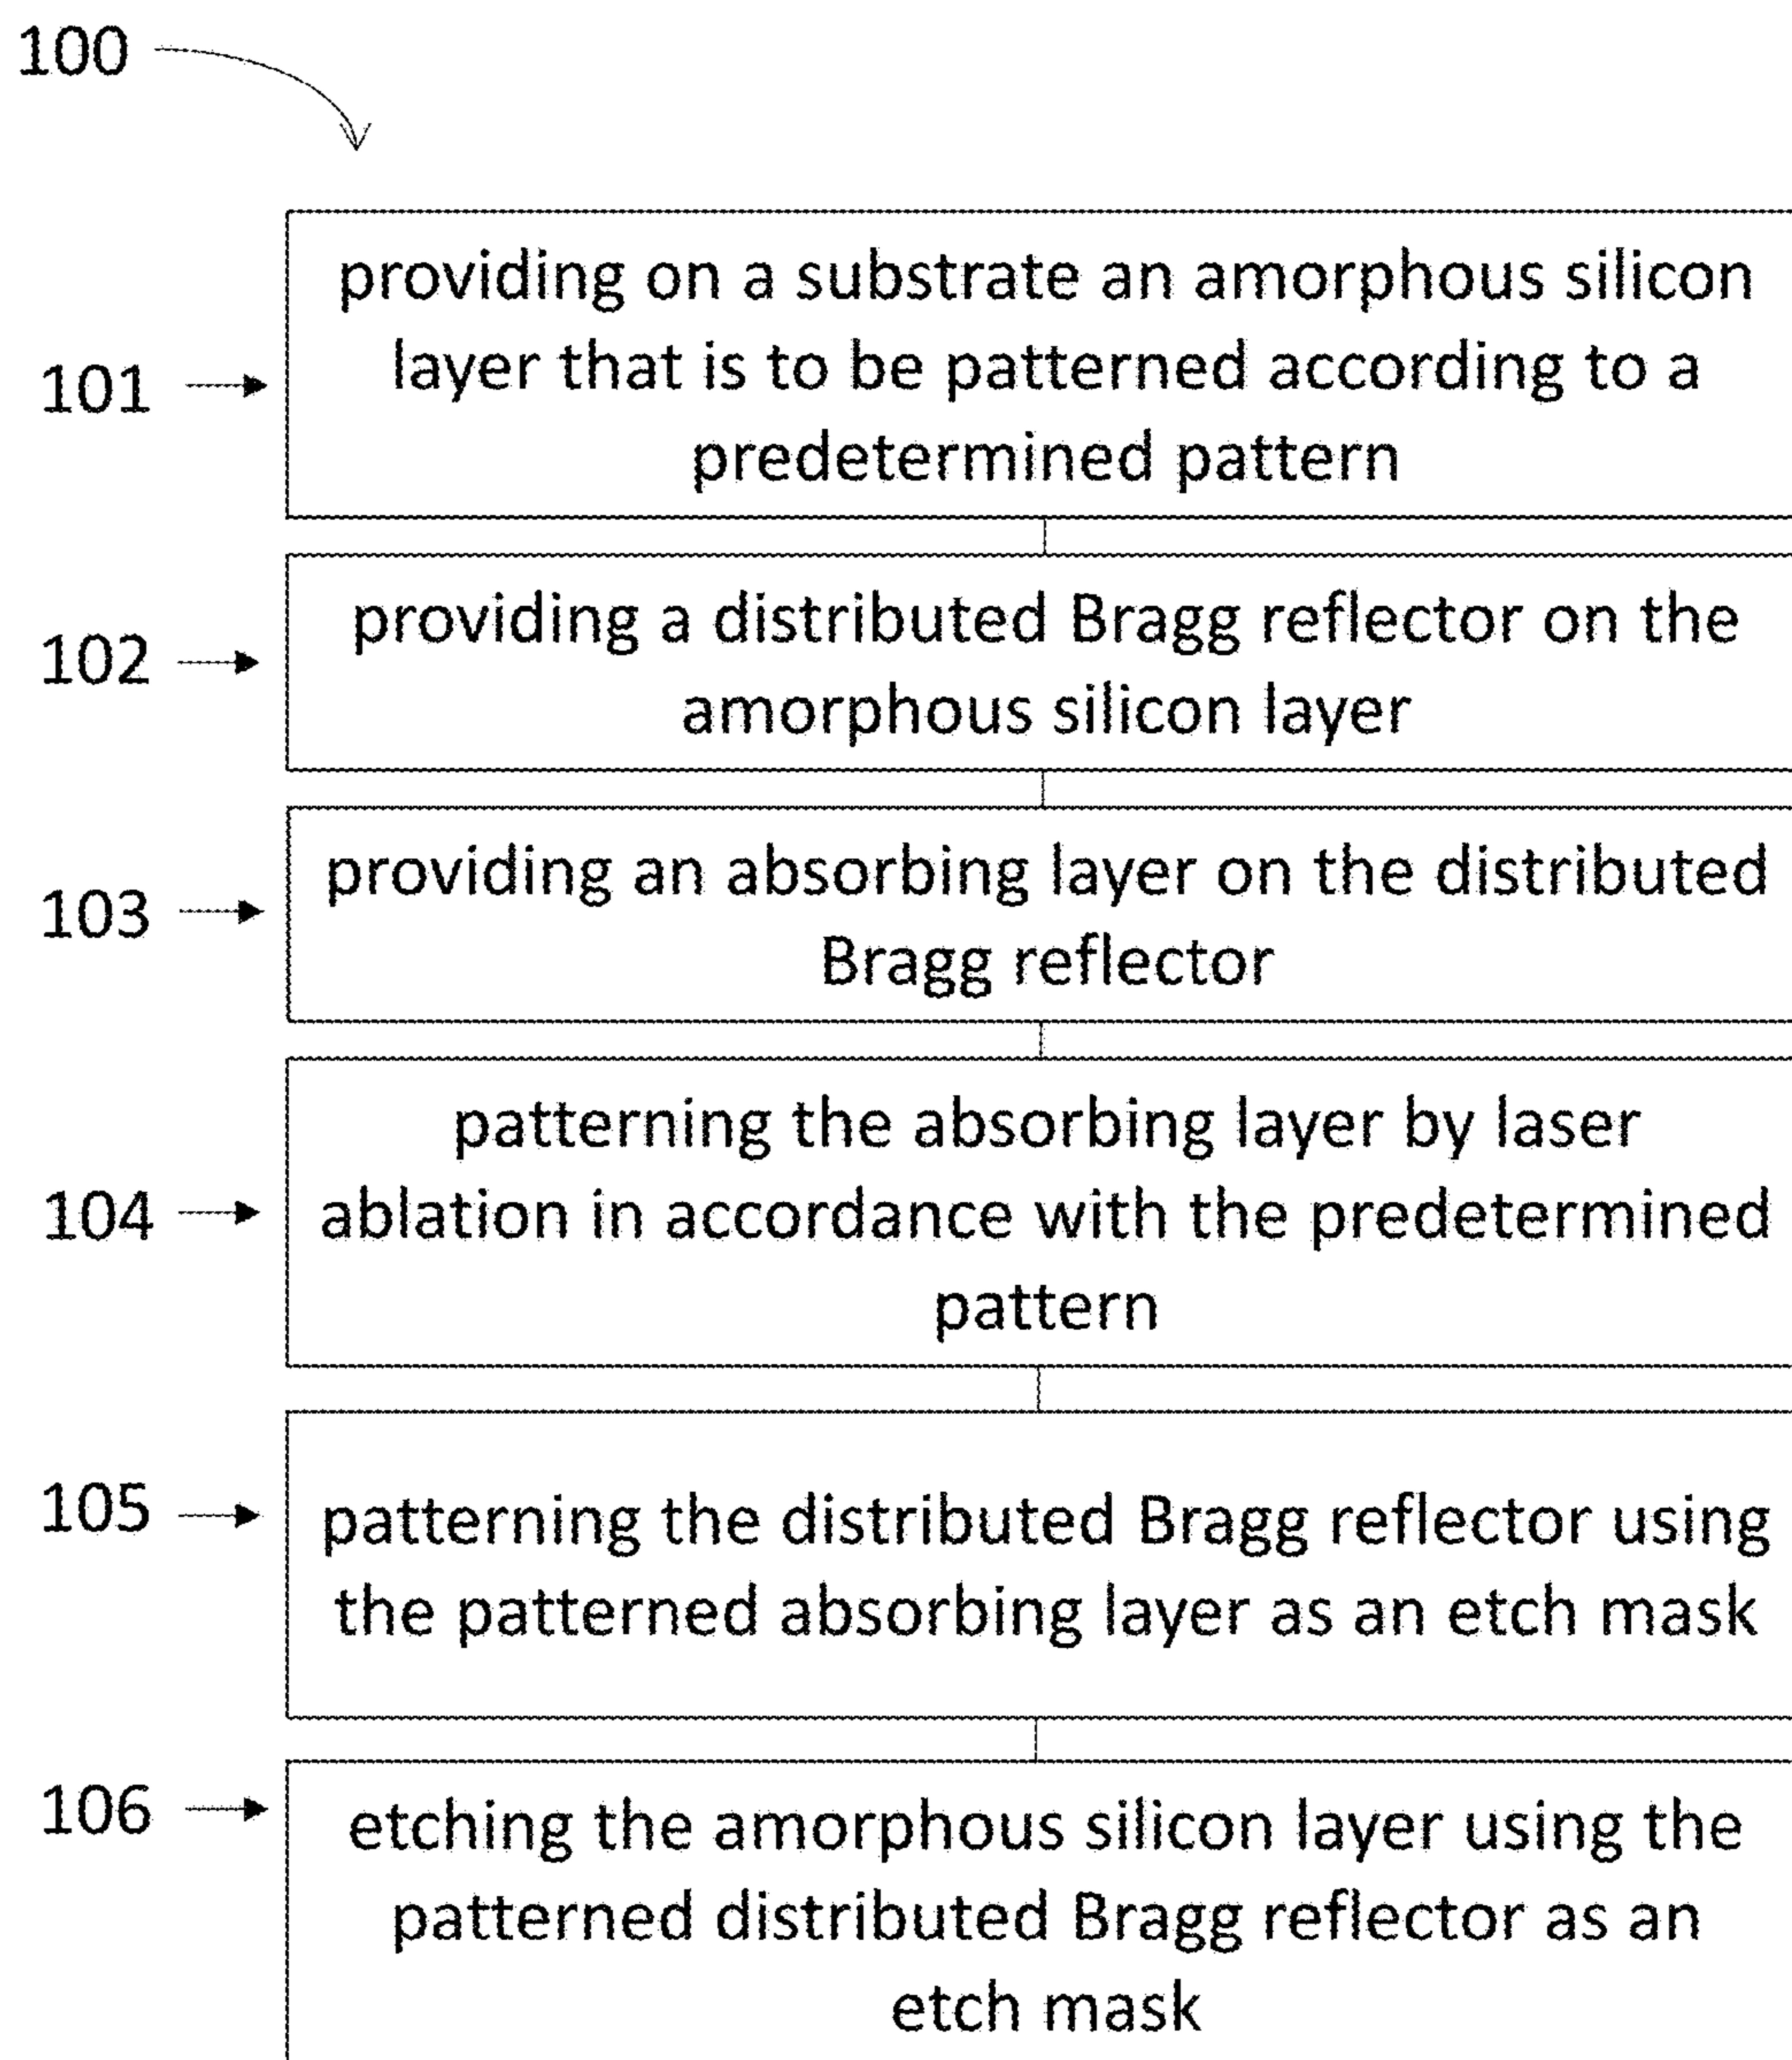 100
101
providing on a substrate an amorphous silicon
layer that is to be patterned according to a
predetermined pattern
102
providing a distributed Bragg reflector on the
amorphous silicon layer
103
providing an absorbing layer on the distributed
Bragg reflector
104
patterning the absorbing layer by laser
ablation in accordance with the predetermined
pattern
105
patterning the distributed Bragg reflector using
the patterned absorbing layer as an etch mask
106
etching the amorphous silicon layer using the
patterned distributed Bragg reflector as an
etch mask